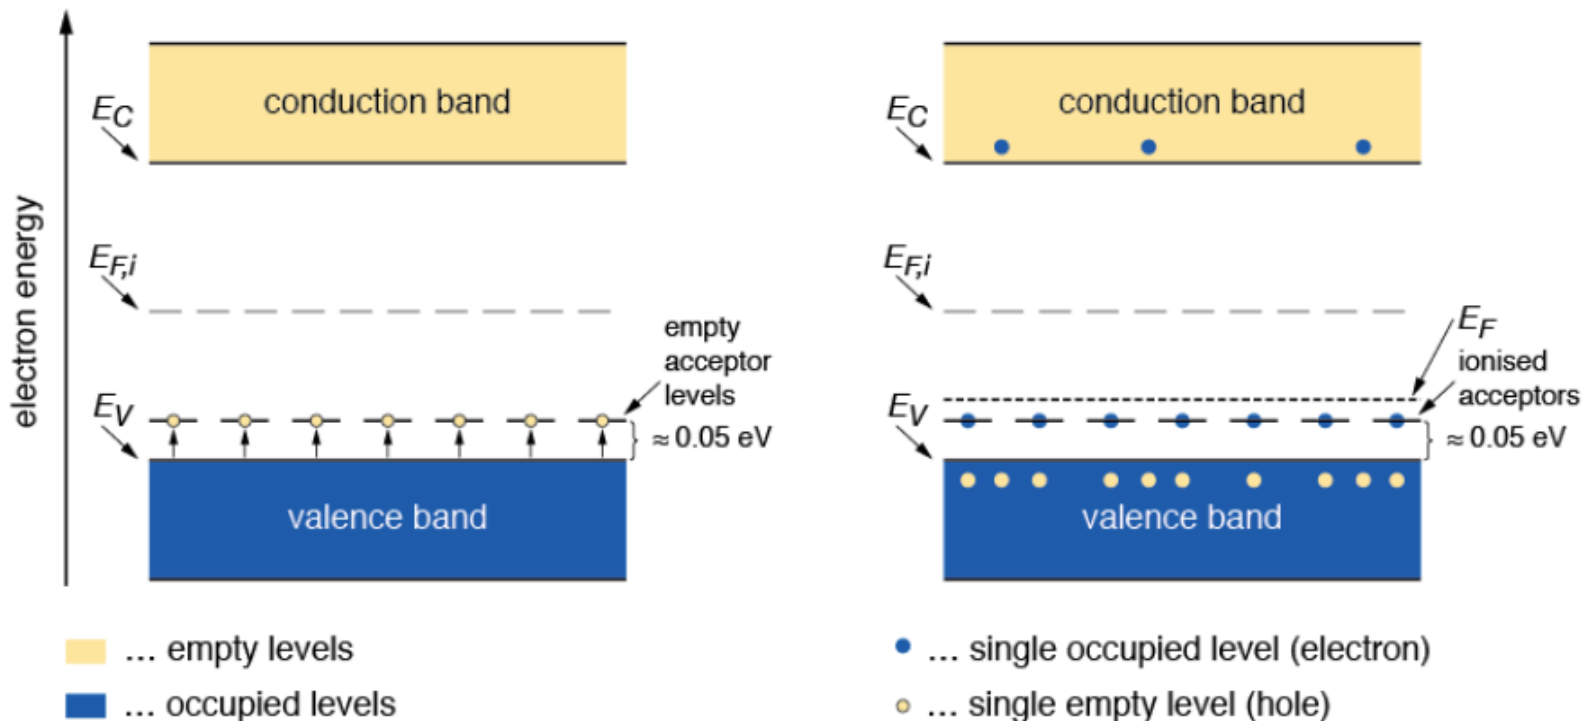 electron energy
conduction band
E_C
E_F,i
empty
acceptor
levels
E_V
≈ 0.05 eV
valence band
... empty levels
... occupied levels
conduction band
E_C
E_F,i
E_F
ionised
acceptors
E_V
≈ 0.05 eV
valence band
... single occupied level (electron)
... single empty level (hole)